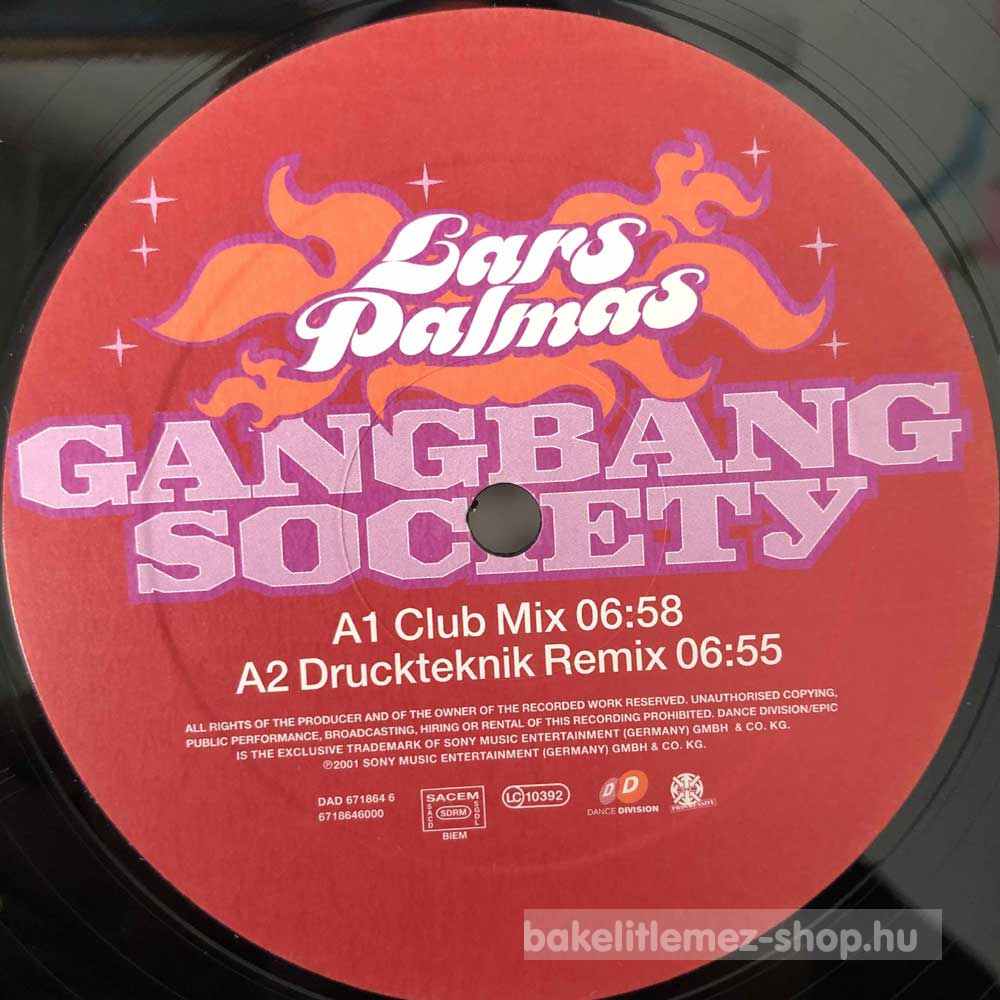 Lars
Palmas
GANGBANG
SOCIETY
A1 Club Mix 06:58
A2 Druckteknik Remix 06:55
ALL RIGHTS OF THE PRODUCER AND OF THE OWNER OF THE RECORDED WORK RESERVED. UNAUTHORISED COPYING,
PUBLIC PERFORMANCE, BROADCASTING, HIRING OR RENTAL OF THIS RECORDING PROHIBITED. DANCE DIVISION/EPIC
IS THE EXCLUSIVE TRADEMARK OF SONY MUSIC ENTERTAINMENT (GERMANY) GMBH & CO. KG.
℗2001 SONY MUSIC ENTERTAINMENT (GERMANY) GMBH & CO. KG.
DAD 671864 6
6718646000
SACEM
SACD
SDRM
SGDL
BIEM
LC 10392
DD
DANCE DIVISION
bakelitlemez-shop.hu